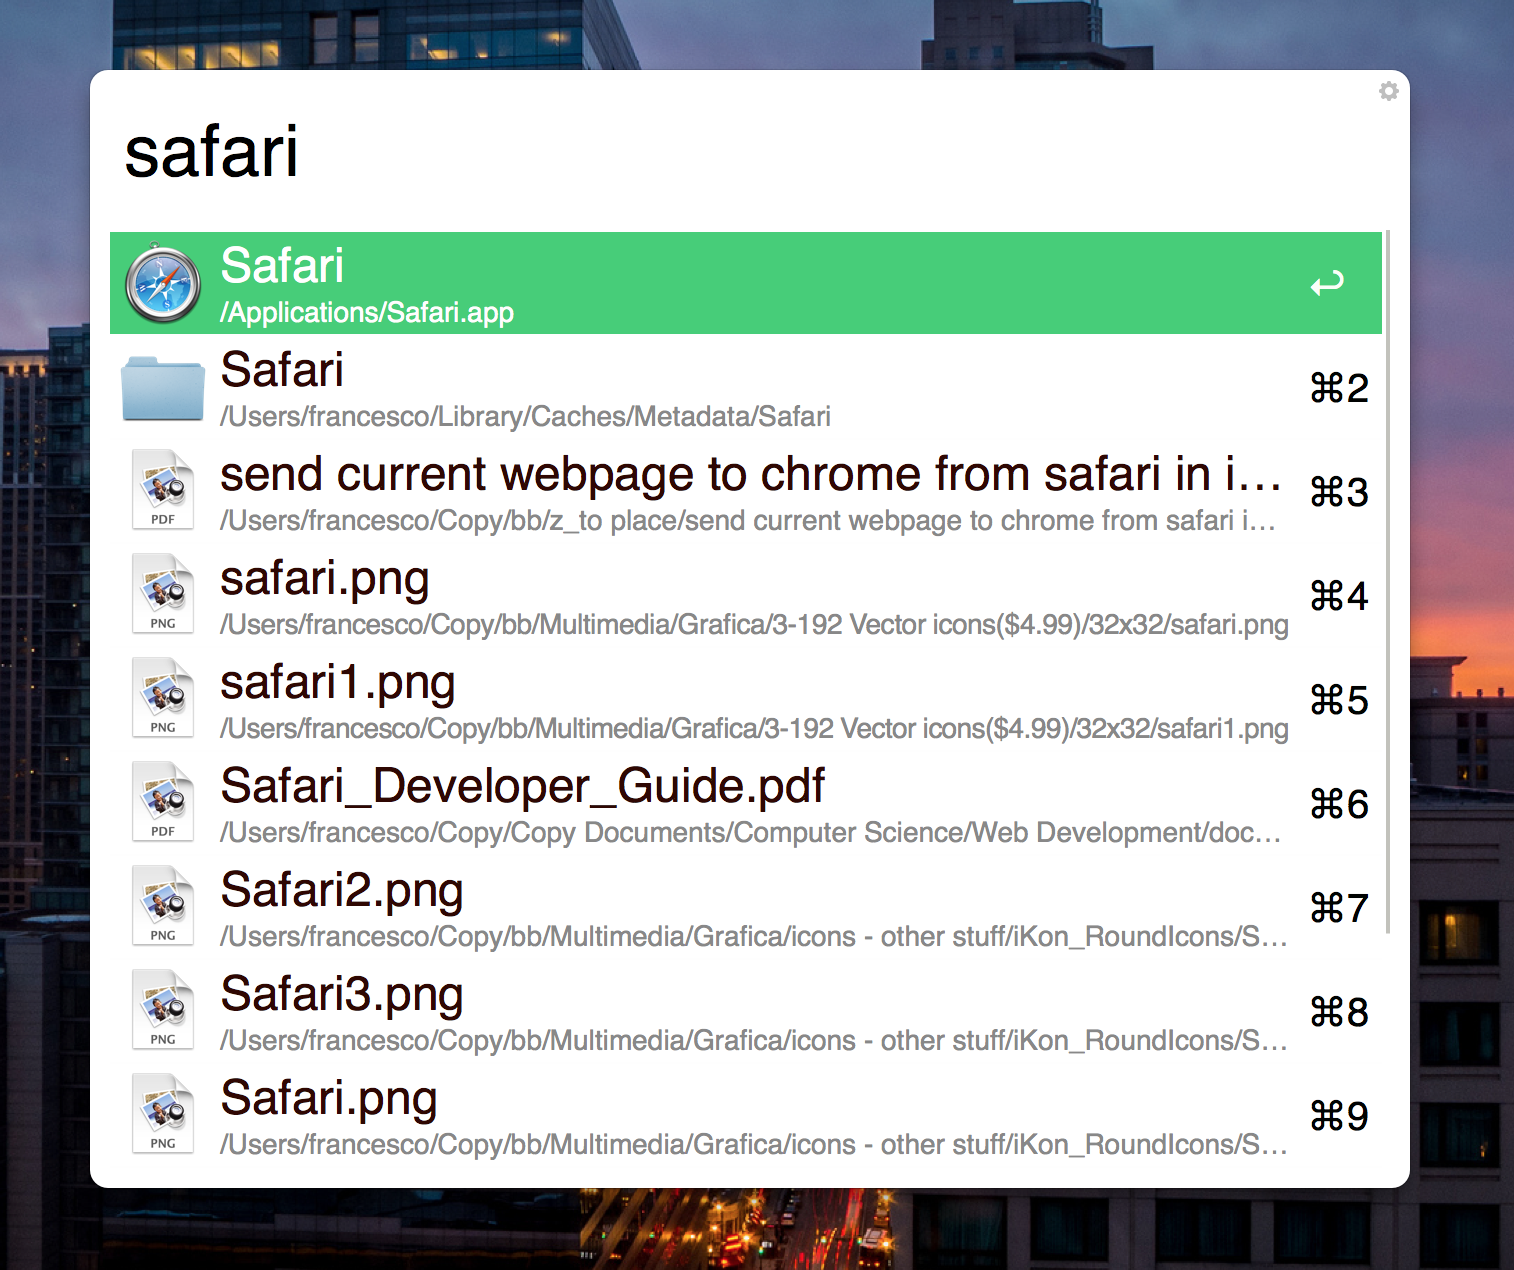 safari
Safari
/Applications/Safari.app
Safari
/Users/francesco/Library/Caches/Metadata/Safari
⌘2
PDF
send current webpage to chrome from safari in i…
/Users/francesco/Copy/bb/z_to place/send current webpage to chrome from safari i…
⌘3
PNG
safari.png
/Users/francesco/Copy/bb/Multimedia/Grafica/3-192 Vector icons($4.99)/32x32/safari.png
⌘4
PNG
safari1.png
/Users/francesco/Copy/bb/Multimedia/Grafica/3-192 Vector icons($4.99)/32x32/safari1.png
⌘5
PDF
Safari_Developer_Guide.pdf
/Users/francesco/Copy/Copy Documents/Computer Science/Web Development/doc…
⌘6
PNG
Safari2.png
/Users/francesco/Copy/bb/Multimedia/Grafica/icons - other stuff/iKon_RoundIcons/S…
⌘7
PNG
Safari3.png
/Users/francesco/Copy/bb/Multimedia/Grafica/icons - other stuff/iKon_RoundIcons/S…
⌘8
PNG
Safari.png
/Users/francesco/Copy/bb/Multimedia/Grafica/icons - other stuff/iKon_RoundIcons/S…
⌘9